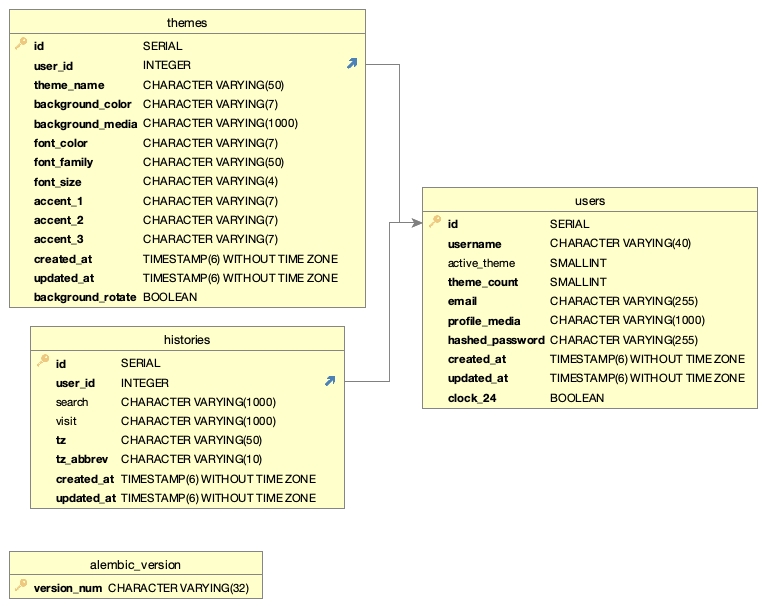 themes
id SERIAL
user_id INTEGER
theme_name CHARACTER VARYING(50)
background_color CHARACTER VARYING(7)
background_media CHARACTER VARYING(1000)
font_color CHARACTER VARYING(7)
font_family CHARACTER VARYING(50)
font_size CHARACTER VARYING(4)
accent_1 CHARACTER VARYING(7)
accent_2 CHARACTER VARYING(7)
accent_3 CHARACTER VARYING(7)
created_at TIMESTAMP(6) WITHOUT TIME ZONE
updated_at TIMESTAMP(6) WITHOUT TIME ZONE
background_rotate BOOLEAN
users
id SERIAL
username CHARACTER VARYING(40)
active_theme SMALLINT
theme_count SMALLINT
email CHARACTER VARYING(255)
profile_media CHARACTER VARYING(1000)
hashed_password CHARACTER VARYING(255)
created_at TIMESTAMP(6) WITHOUT TIME ZONE
updated_at TIMESTAMP(6) WITHOUT TIME ZONE
clock_24 BOOLEAN
histories
id SERIAL
user_id INTEGER
search CHARACTER VARYING(1000)
visit CHARACTER VARYING(1000)
tz CHARACTER VARYING(50)
tz_abbrev CHARACTER VARYING(10)
created_at TIMESTAMP(6) WITHOUT TIME ZONE
updated_at TIMESTAMP(6) WITHOUT TIME ZONE
alembic_version
version_num CHARACTER VARYING(32)